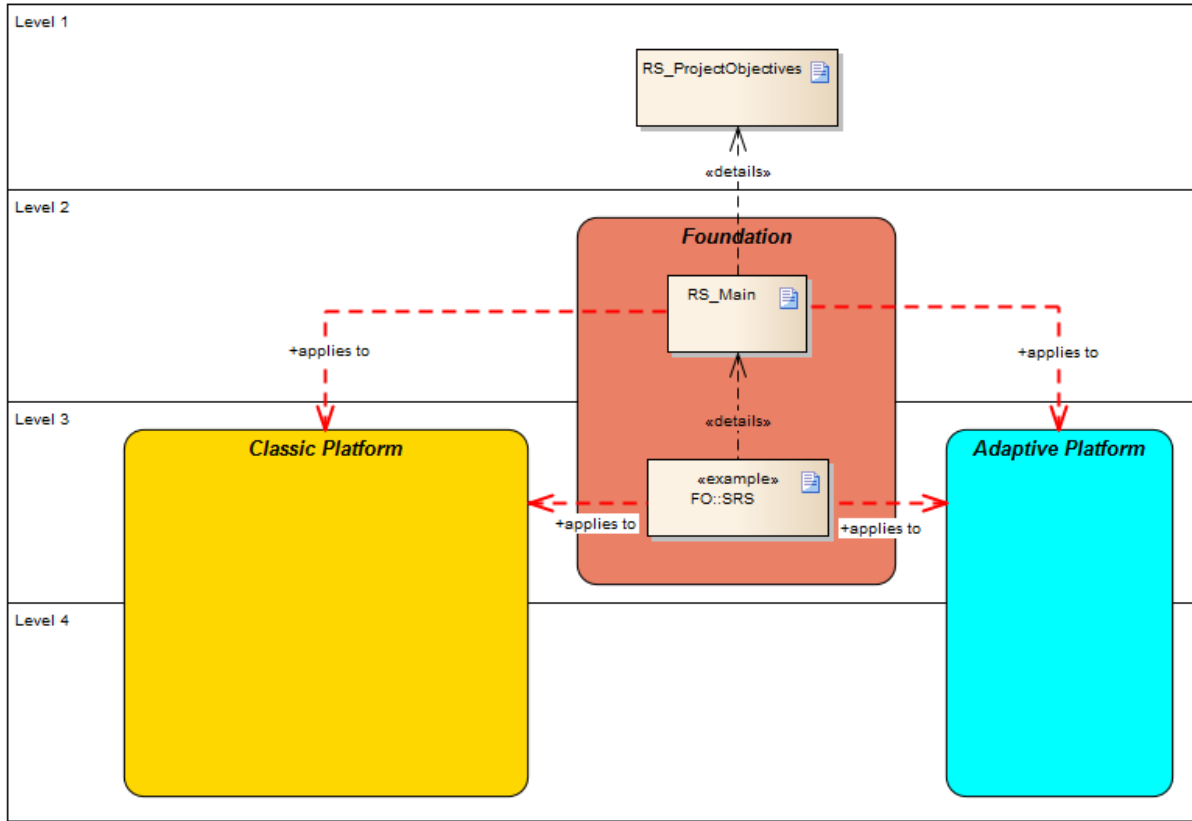 Level 1
RS_ProjectObjectives
«details»
Level 2
Foundation
RS_Main
+applies to
+applies to
Level 3
Classic Platform
«details»
Adaptive Platform
«example»
FO::SRS
+applies to
+applies to
Level 4